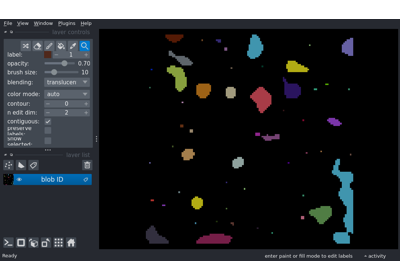 File View Window Plugins Help
layer controls
label: 1
opacity: 0.70
brush size: 10
blending: translucen
color mode: auto
contour: 0
n edit dim: 2
contiguous:
preserve labels:
show selected:
layer list
blob ID
Ready enter paint or fill mode to edit labels activity